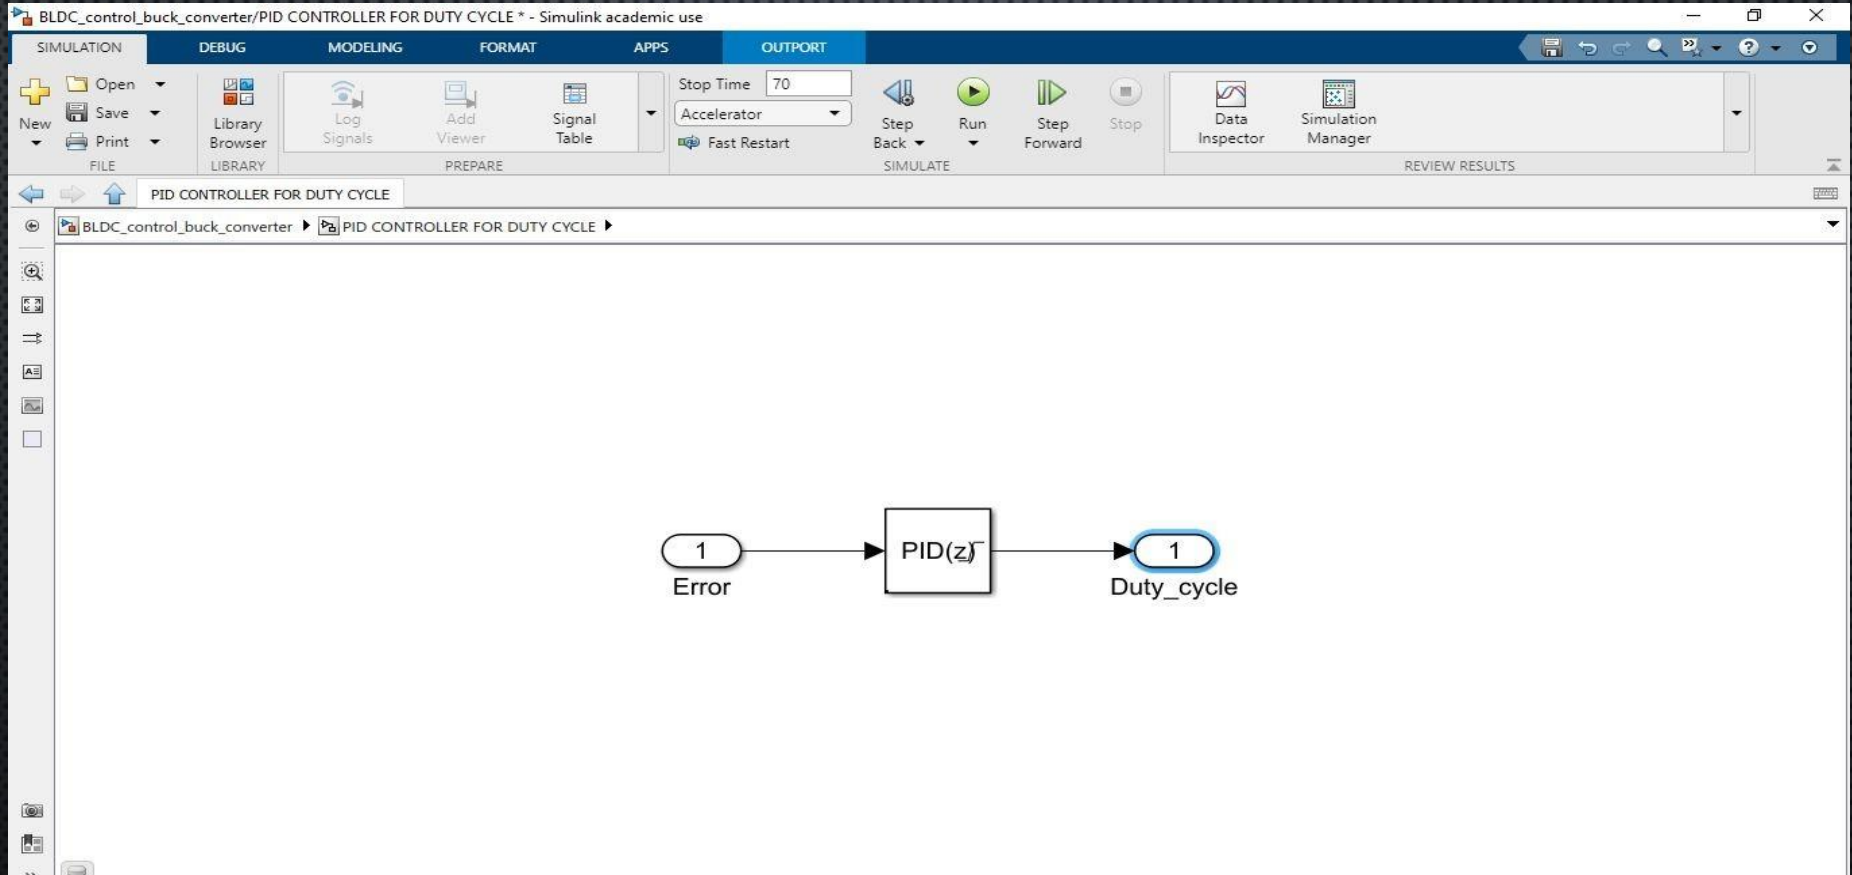 BLDC_control_buck_converter/PID CONTROLLER FOR DUTY CYCLE * - Simulink academic use
SIMULATION DEBUG MODELING FORMAT APPS OUTPORT
New
Open
Save
Print
FILE
Library
Browser
LIBRARY
Log
Signals
Add
Viewer
Signal
Table
PREPARE
Stop Time 70
Accelerator
Fast Restart
Step
Back
Run
Step
Forward
Stop
SIMULATE
Data
Inspector
Simulation
Manager
REVIEW RESULTS
PID CONTROLLER FOR DUTY CYCLE
BLDC_control_buck_converter PID CONTROLLER FOR DUTY CYCLE
1
Error
PID(z)
1
Duty_cycle